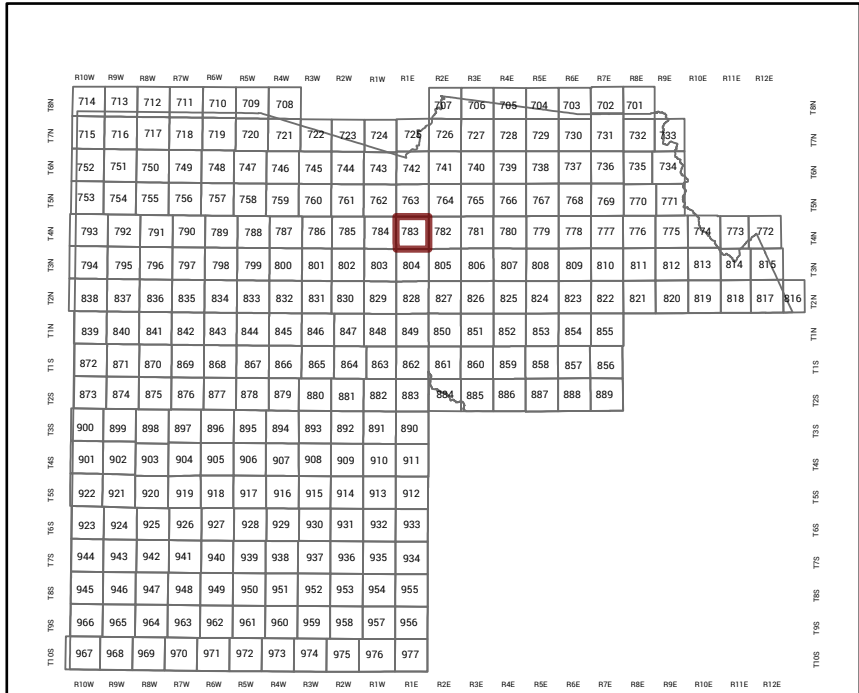 R10W R9W R8W R7W R6W R5W R4W R3W R2W R1W R1E R2E R3E R4E R5E R6E R7E R8E R9E R10E R11E R12E
T8N 714 713 712 711 710 709 708 707 706 705 704 703 702 701 T8N
T7N 715 716 717 718 719 720 721 722 723 724 725 726 727 728 729 730 731 732 733 T7N
T6N 752 751 750 749 748 747 746 745 744 743 742 741 740 739 738 737 736 735 734 T6N
T5N 753 754 755 756 757 758 759 760 761 762 763 764 765 766 767 768 769 770 771 T5N
T4N 793 792 791 790 789 788 787 786 785 784 783 782 781 780 779 778 777 776 775 774 773 772 T4N
T3N 794 795 796 797 798 799 800 801 802 803 804 805 806 807 808 809 810 811 812 813 814 815 T3N
T2N 838 837 836 835 834 833 832 831 830 829 828 827 826 825 824 823 822 821 820 819 818 817 816 T2N
T1N 839 840 841 842 843 844 845 846 847 848 849 850 851 852 853 854 855 T1N
T1S 872 871 870 869 868 867 866 865 864 863 862 861 860 859 858 857 856 T1S
T2S 873 874 875 876 877 878 879 880 881 882 883 884 885 886 887 888 889 T2S
T3S 900 899 898 897 896 895 894 893 892 891 890 T3S
T4S 901 902 903 904 905 906 907 908 909 910 911 T4S
T5S 922 921 920 919 918 917 916 915 914 913 912 T5S
T6S 923 924 925 926 927 928 929 930 931 932 933 T6S
T7S 944 943 942 941 940 939 938 937 936 935 934 T7S
T8S 945 946 947 948 949 950 951 952 953 954 955 T8S
T9S 966 965 964 963 962 961 960 959 958 957 956 T9S
T10S 967 968 969 970 971 972 973 974 975 976 977 T10S
R10W R9W R8W R7W R6W R5W R4W R3W R2W R1W R1E R2E R3E R4E R5E R6E R7E R8E R9E R10E R11E R12E